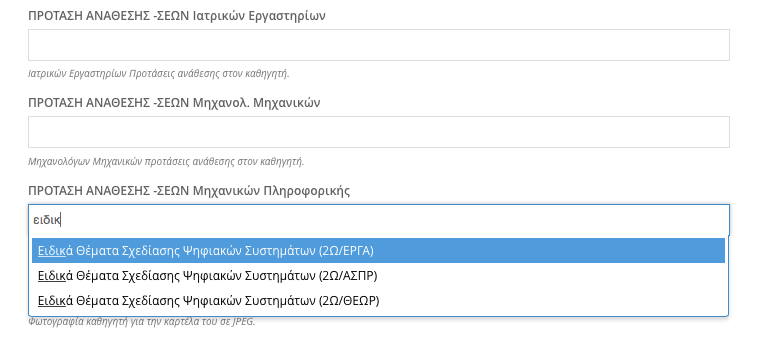 ΠΡΟΤΑΣΗ ΑΝΑΘΕΣΗΣ -ΣΕΩΝ Ιατρικών Εργαστηρίων
Ιατρικών Εργαστηρίων Προτάσεις ανάθεσης στον καθηγητή.
ΠΡΟΤΑΣΗ ΑΝΑΘΕΣΗΣ -ΣΕΩΝ Μηχανολ. Μηχανικών
Μηχανολόγων Μηχανικών προτάσεις ανάθεσης στον καθηγητή.
ΠΡΟΤΑΣΗ ΑΝΑΘΕΣΗΣ -ΣΕΩΝ Μηχανικών Πληροφορικής
ειδικ
Ειδικά Θέματα Σχεδίασης Ψηφιακών Συστημάτων (2Ω/ΕΡΓΑ)
Ειδικά Θέματα Σχεδίασης Ψηφιακών Συστημάτων (2Ω/ΑΣΠΡ)
Ειδικά Θέματα Σχεδίασης Ψηφιακών Συστημάτων (2Ω/ΘΕΩΡ)
Φωτογραφία καθηγητή για την καρτέλα του σε JPEG.